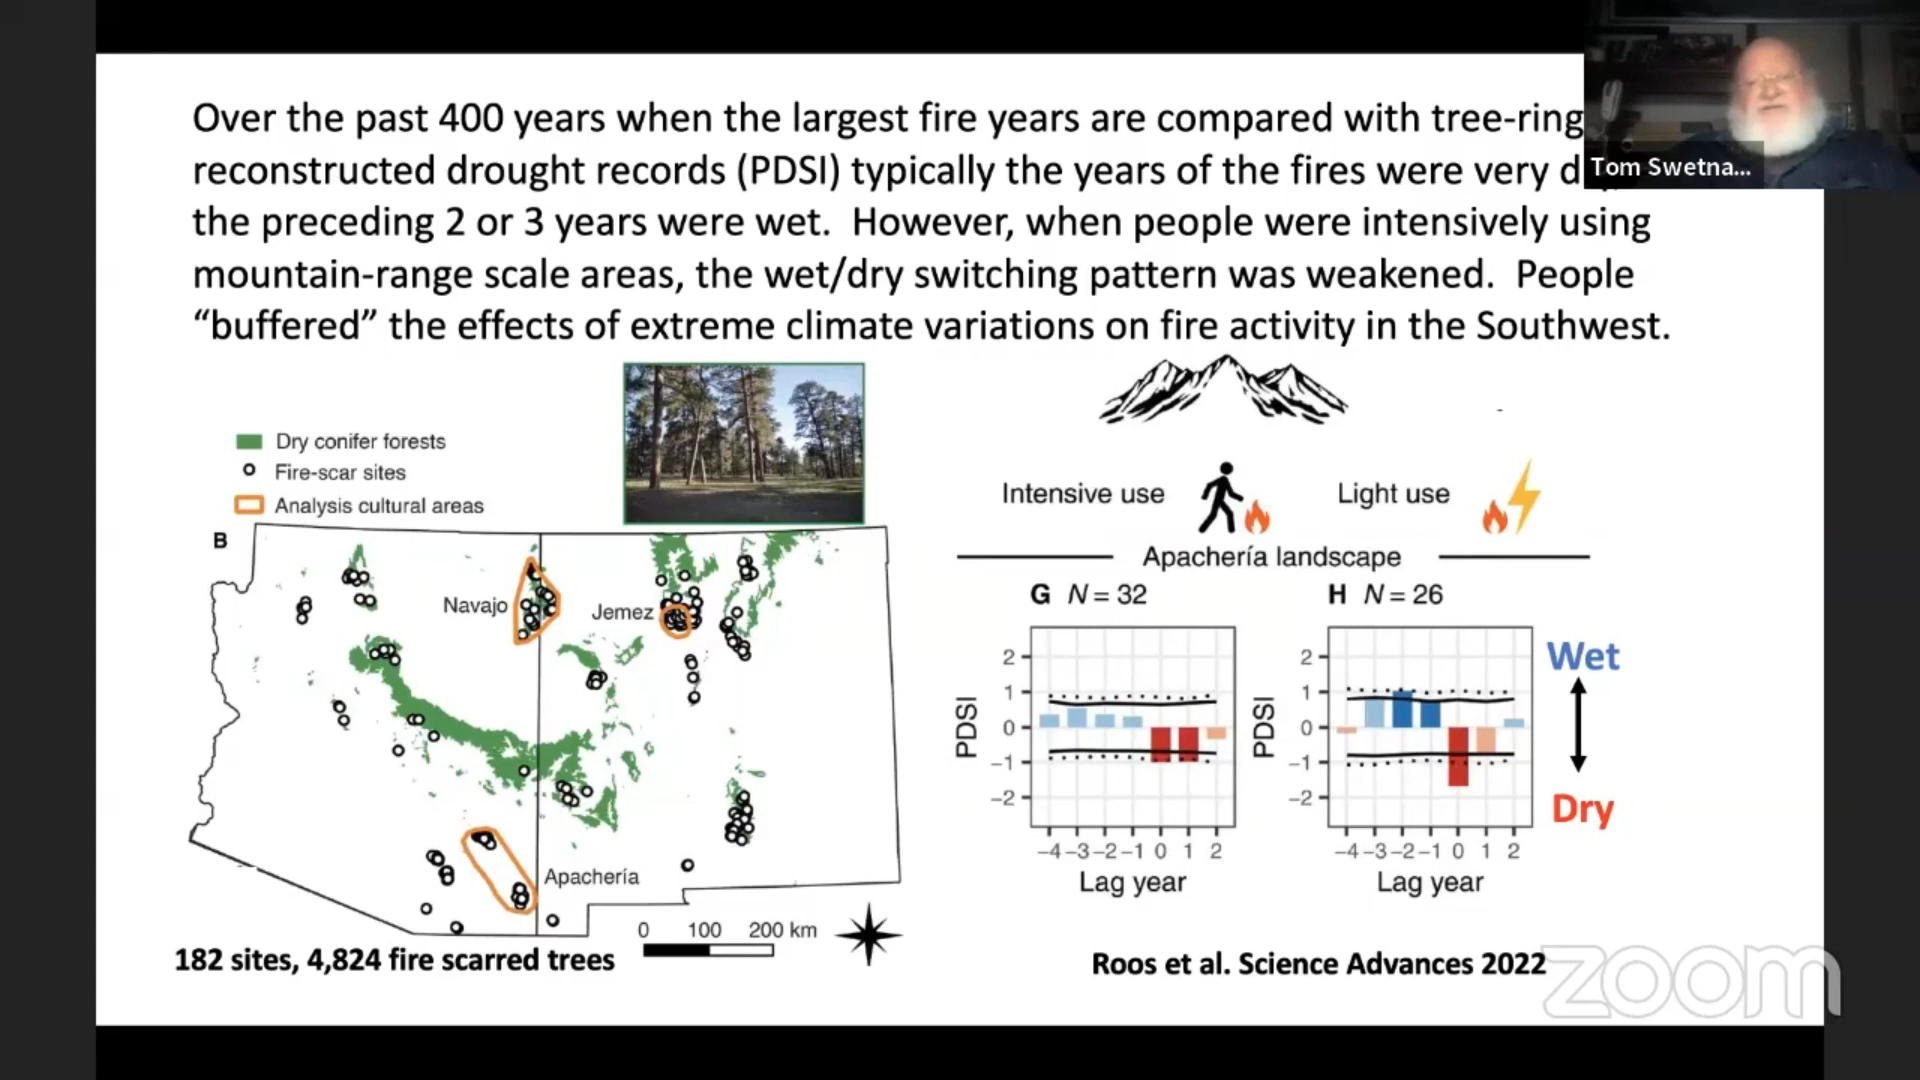 Over the past 400 years when the largest fire years are compared with tree-ring
reconstructed drought records (PDSI) typically the years of the fires were very
the preceding 2 or 3 years were wet. However, when people were intensively using
mountain-range scale areas, the wet/dry switching pattern was weakened. People
“buffered” the effects of extreme climate variations on fire activity in the Southwest.
Tom Swetna...
Dry conifer forests
Fire-scar sites
Analysis cultural areas
B
Navajo
Jemez
Apachería
0 100 200 km
182 sites, 4,824 fire scarred trees
Intensive use
Light use
Apachería landscape
G N = 32
PDSI
2
1
0
−1
−2
−4 −3 −2 −1 0 1 2
Lag year
H N = 26
PDSI
2
1
0
−1
−2
−4 −3 −2 −1 0 1 2
Lag year
Wet
Dry
Roos et al. Science Advances 2022
zoom